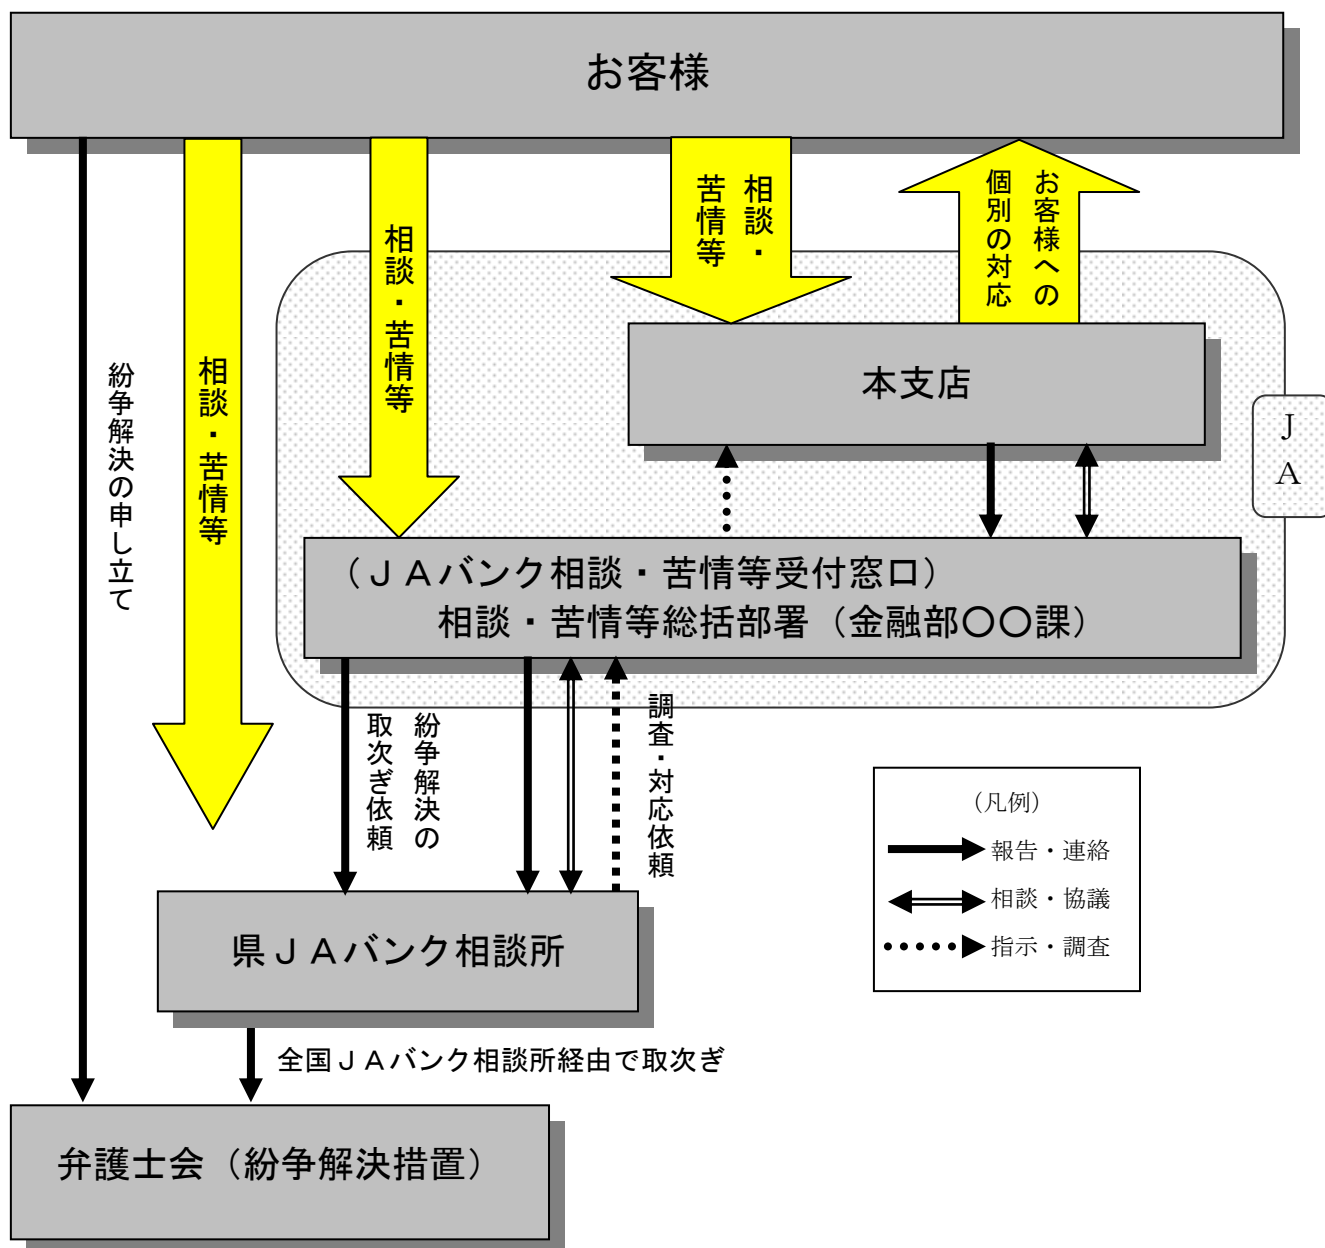 お客様
紛争解決の申し立て
相談・苦情等
相談・苦情等
相談・
苦情等
お客様への
個別の対応
本支店
ＪＡ
（ＪＡバンク相談・苦情等受付窓口）
相談・苦情等総括部署（金融部〇〇課）
紛争解決の
取次ぎ依頼
調査・対応依頼
（凡例）
報告・連絡
相談・協議
指示・調査
県ＪＡバンク相談所
全国ＪＡバンク相談所経由で取次ぎ
弁護士会（紛争解決措置）